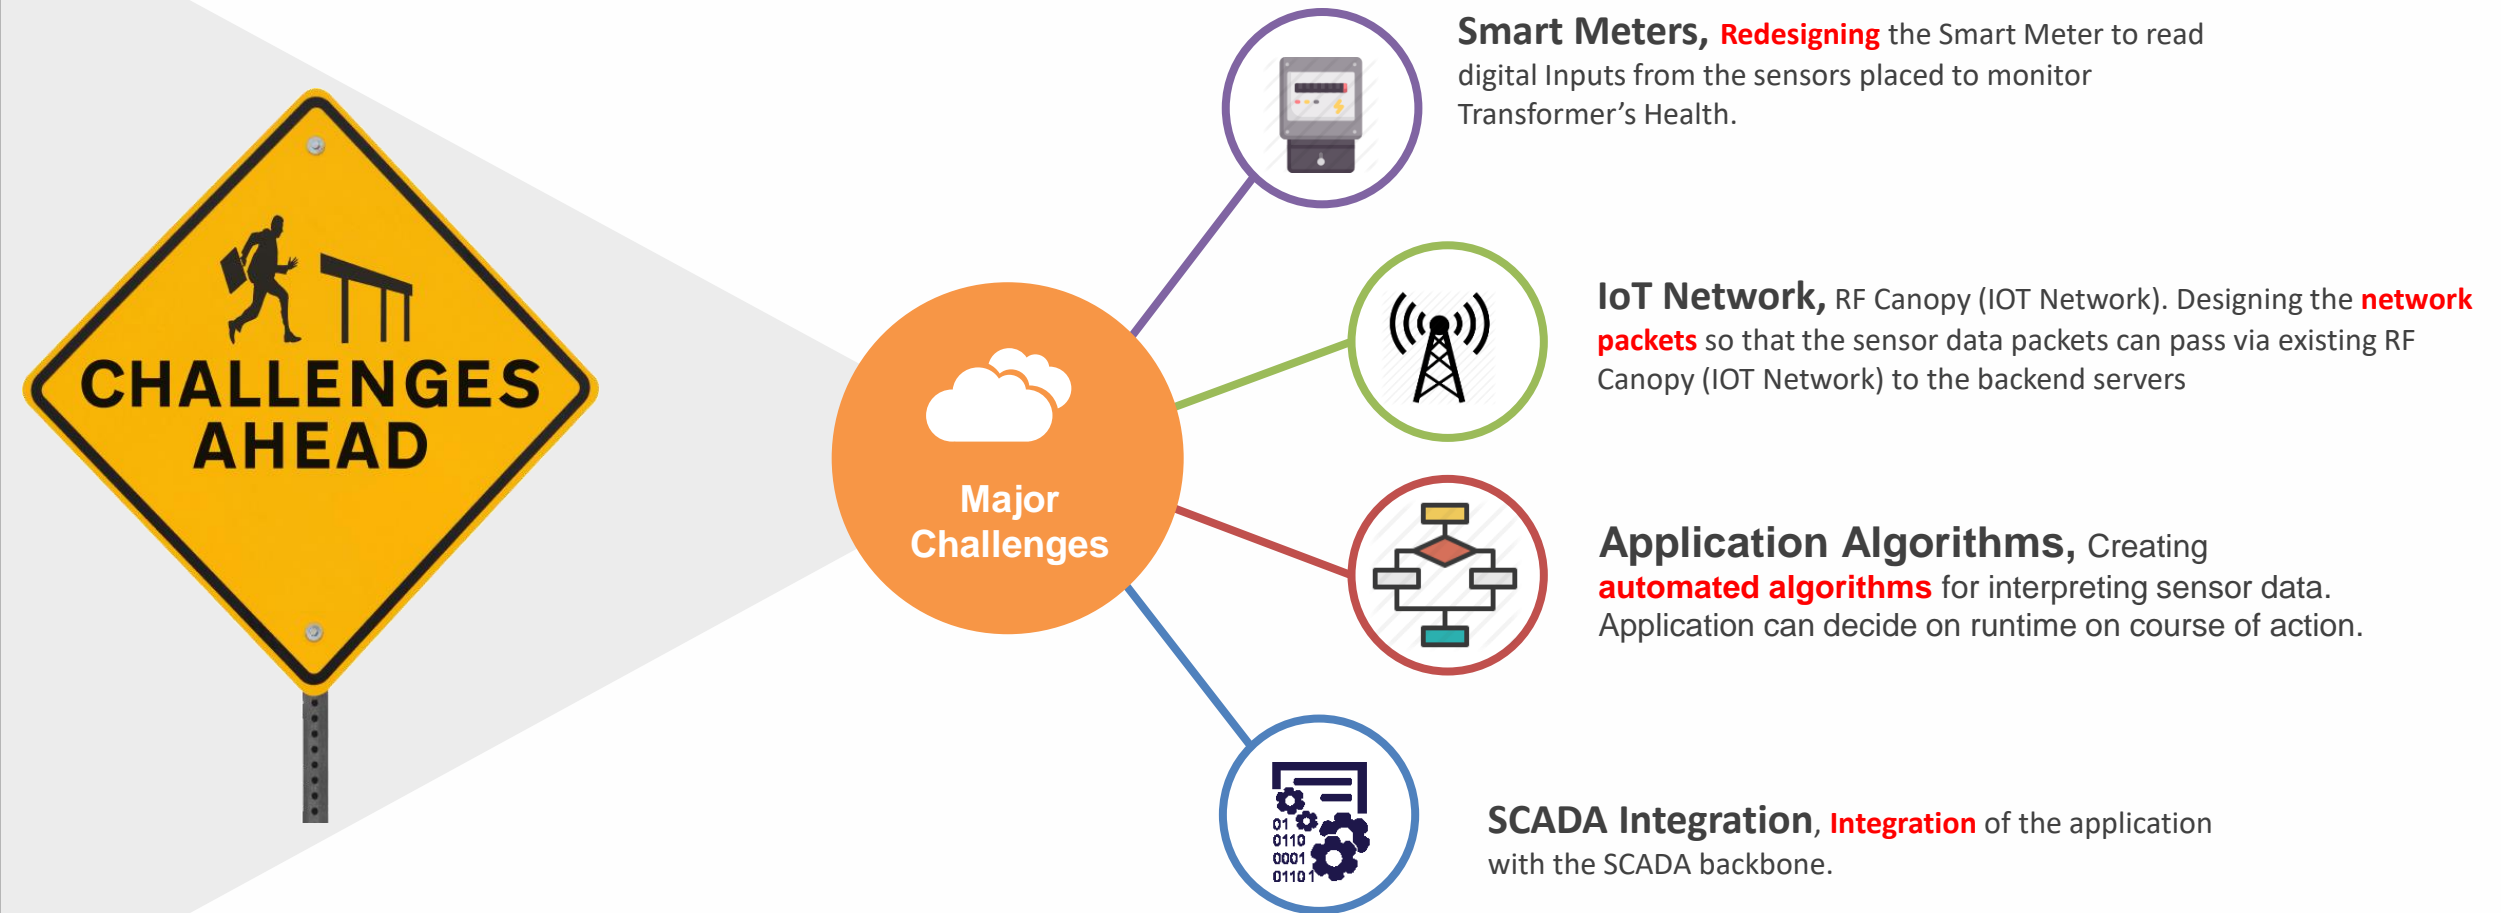 CHALLENGES
AHEAD
Major
Challenges
Smart Meters, Redesigning the Smart Meter to read
digital Inputs from the sensors placed to monitor
Transformer’s Health.
IoT Network, RF Canopy (IOT Network). Designing the network
packets so that the sensor data packets can pass via existing RF
Canopy (IOT Network) to the backend servers
Application Algorithms, Creating
automated algorithms for interpreting sensor data.
Application can decide on runtime on course of action.
01
0110
0001
01101
SCADA Integration, Integration of the application
with the SCADA backbone.